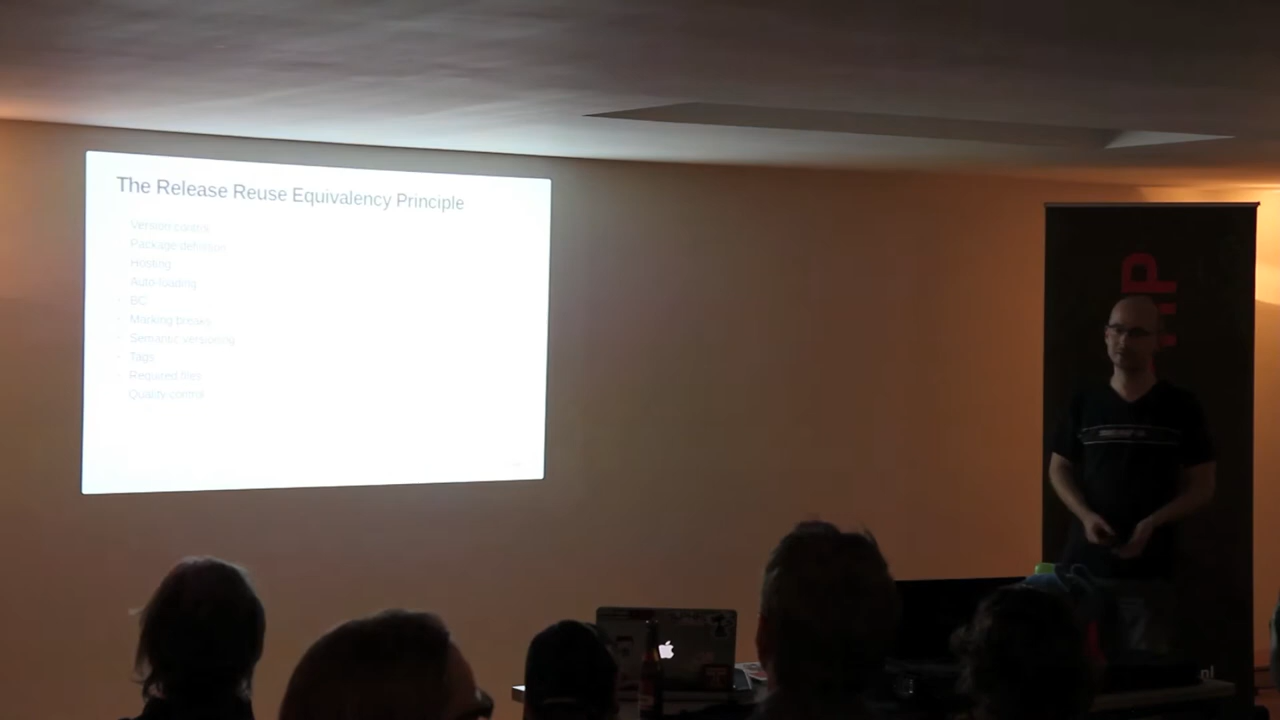 The Release Reuse Equivalency Principle
Version control
Package definition
Hosting
Auto-loading
BC
Marking breaks
Semantic versioning
Tags
Required files
Quality control
nl